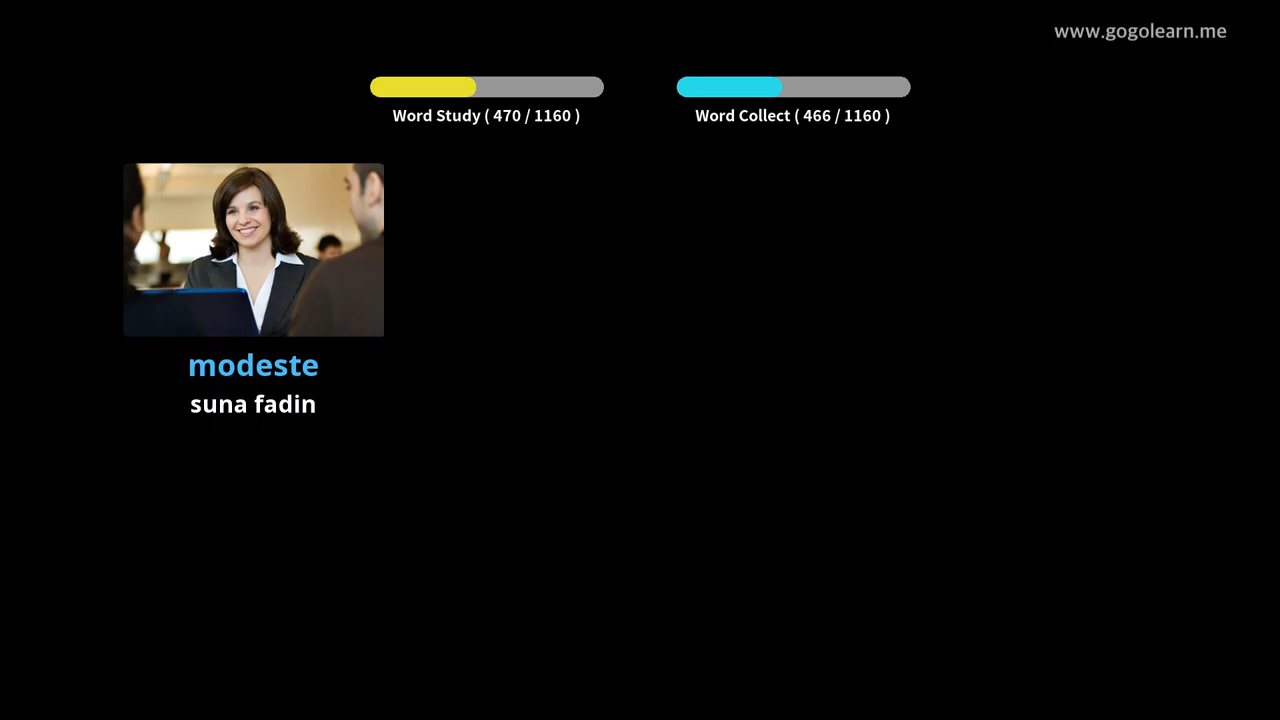 www.gogolearn.me
Word Study ( 470 / 1160 )
Word Collect ( 466 / 1160 )
modeste
suna fadin